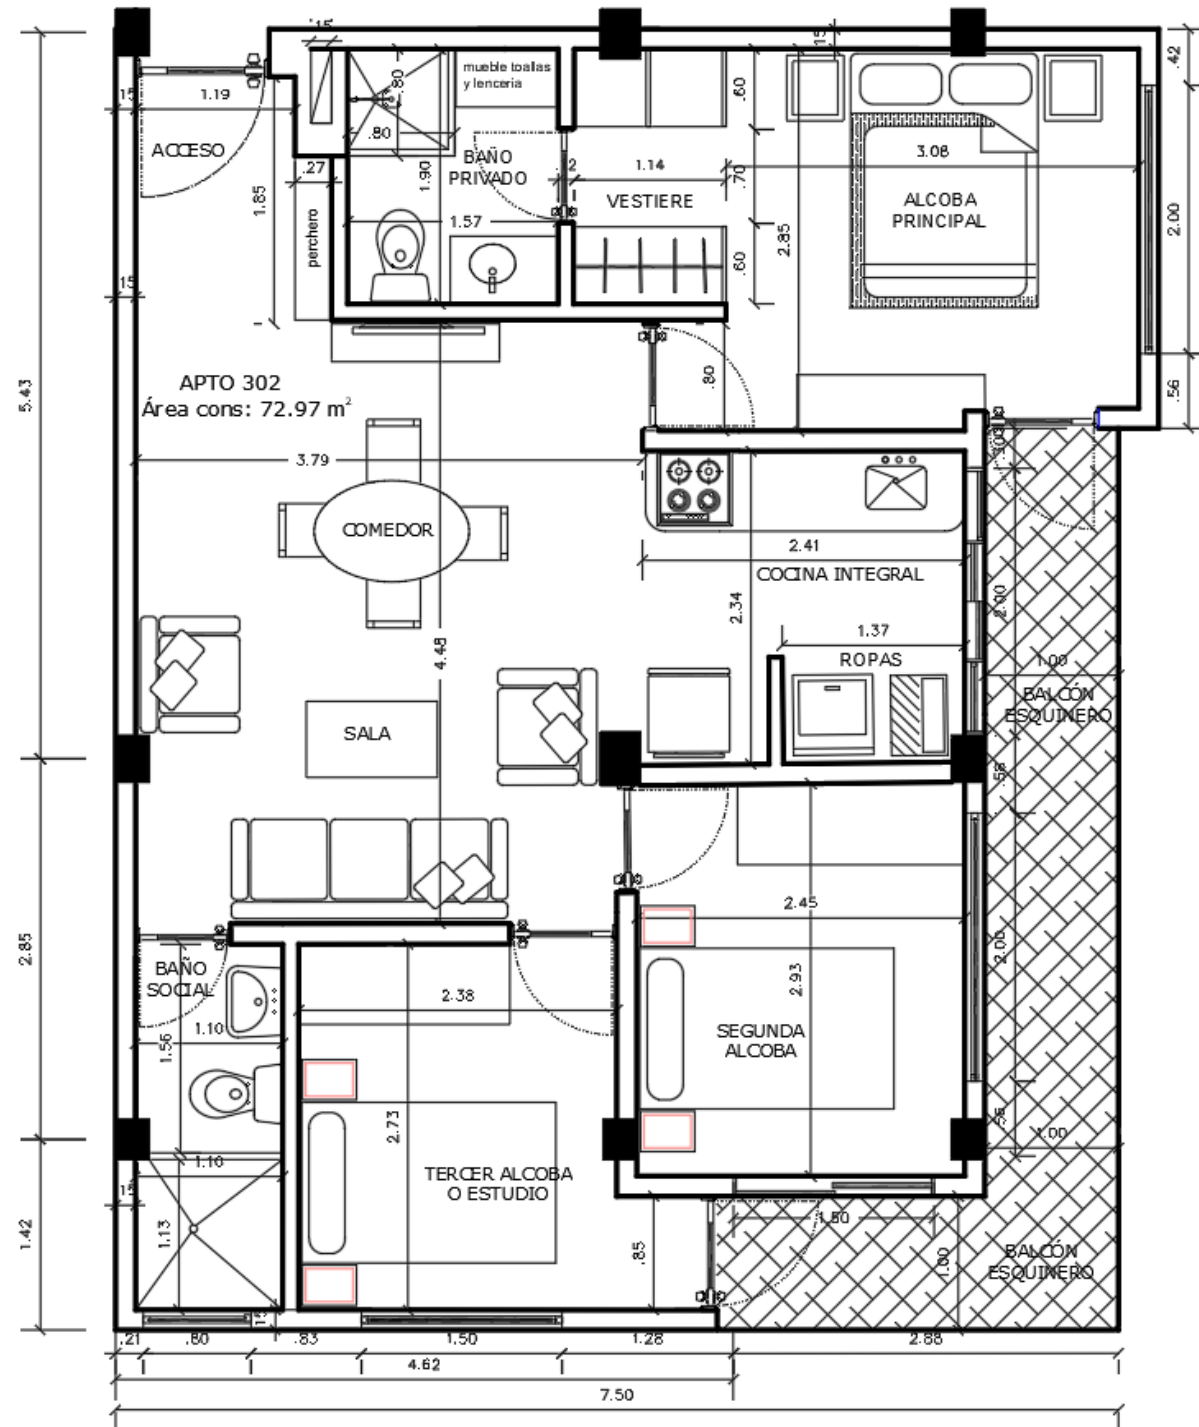 .15
.42
15
1.19
.80
mueble toallas
y lenceria
.60
15
ACCESO
.80
BAÑO
PRIVADO
.27
1.85
1.90
.2
1.14
.70
3.08
VESTIERE
ALCOBA
PRINCIPAL
2.00
perchero
1.57
2.85
.60
15
5.43
APTO 302
Área cons: 72.97 m²
.80
.56
3.79
.30
COMEDOR
2.41
COCINA INTEGRAL
2.34
2.00
1.37
ROPAS
4.48
1.00
BALCÓN
ESQUINERO
SALA
.58
2.45
2.85
BAÑO
SOCIAL
2.93
2.00
2.38
1.10
1.56
SEGUNDA
ALCOBA
2.73
.56
1.00
1.10
TERCER ALCOBA
O ESTUDIO
15
1.13
1.42
.85
1.50
1.00
BALCÓN
ESQUINERO
15
.21
.80
.83
1.50
1.28
2.88
4.62
7.50